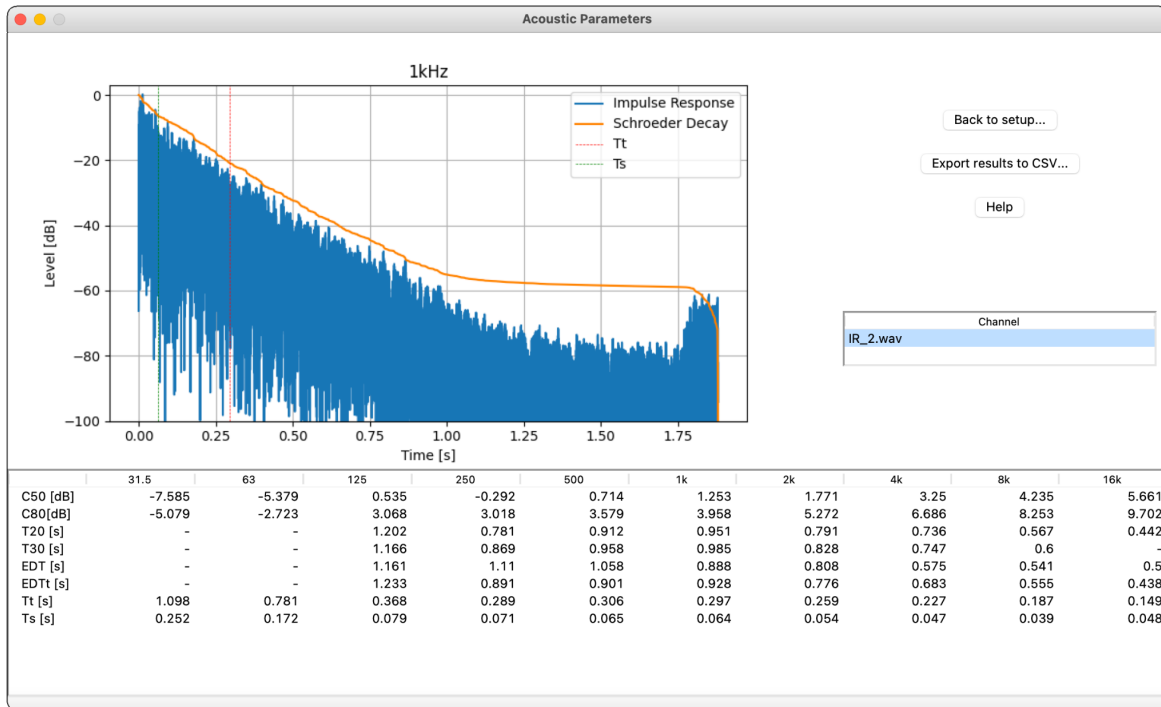 Acoustic Parameters
1kHz
Impulse Response
Schroeder Decay
Tt
Ts
0
−20
−40
−60
−80
−100
Level [dB]
0.00 0.25 0.50 0.75 1.00 1.25 1.50 1.75
Time [s]
Back to setup...
Export results to CSV...
Help
Channel
IR_2.wav
31.5 63 125 250 500 1k 2k 4k 8k 16k
C50 [dB] -7.585 -5.379 0.535 -0.292 0.714 1.253 1.771 3.25 4.235 5.661
C80[dB] -5.079 -2.723 3.068 3.018 3.579 3.958 5.272 6.686 8.253 9.702
T20 [s] - - 1.202 0.781 0.912 0.951 0.791 0.736 0.567 0.442
T30 [s] - - 1.166 0.869 0.958 0.985 0.828 0.747 0.6 -
EDT [s] - - 1.161 1.11 1.058 0.888 0.808 0.575 0.541 0.5
EDTt [s] - - 1.233 0.891 0.901 0.928 0.776 0.683 0.555 0.438
Tt [s] 1.098 0.781 0.368 0.289 0.306 0.297 0.259 0.227 0.187 0.149
Ts [s] 0.252 0.172 0.079 0.071 0.065 0.064 0.054 0.047 0.039 0.048